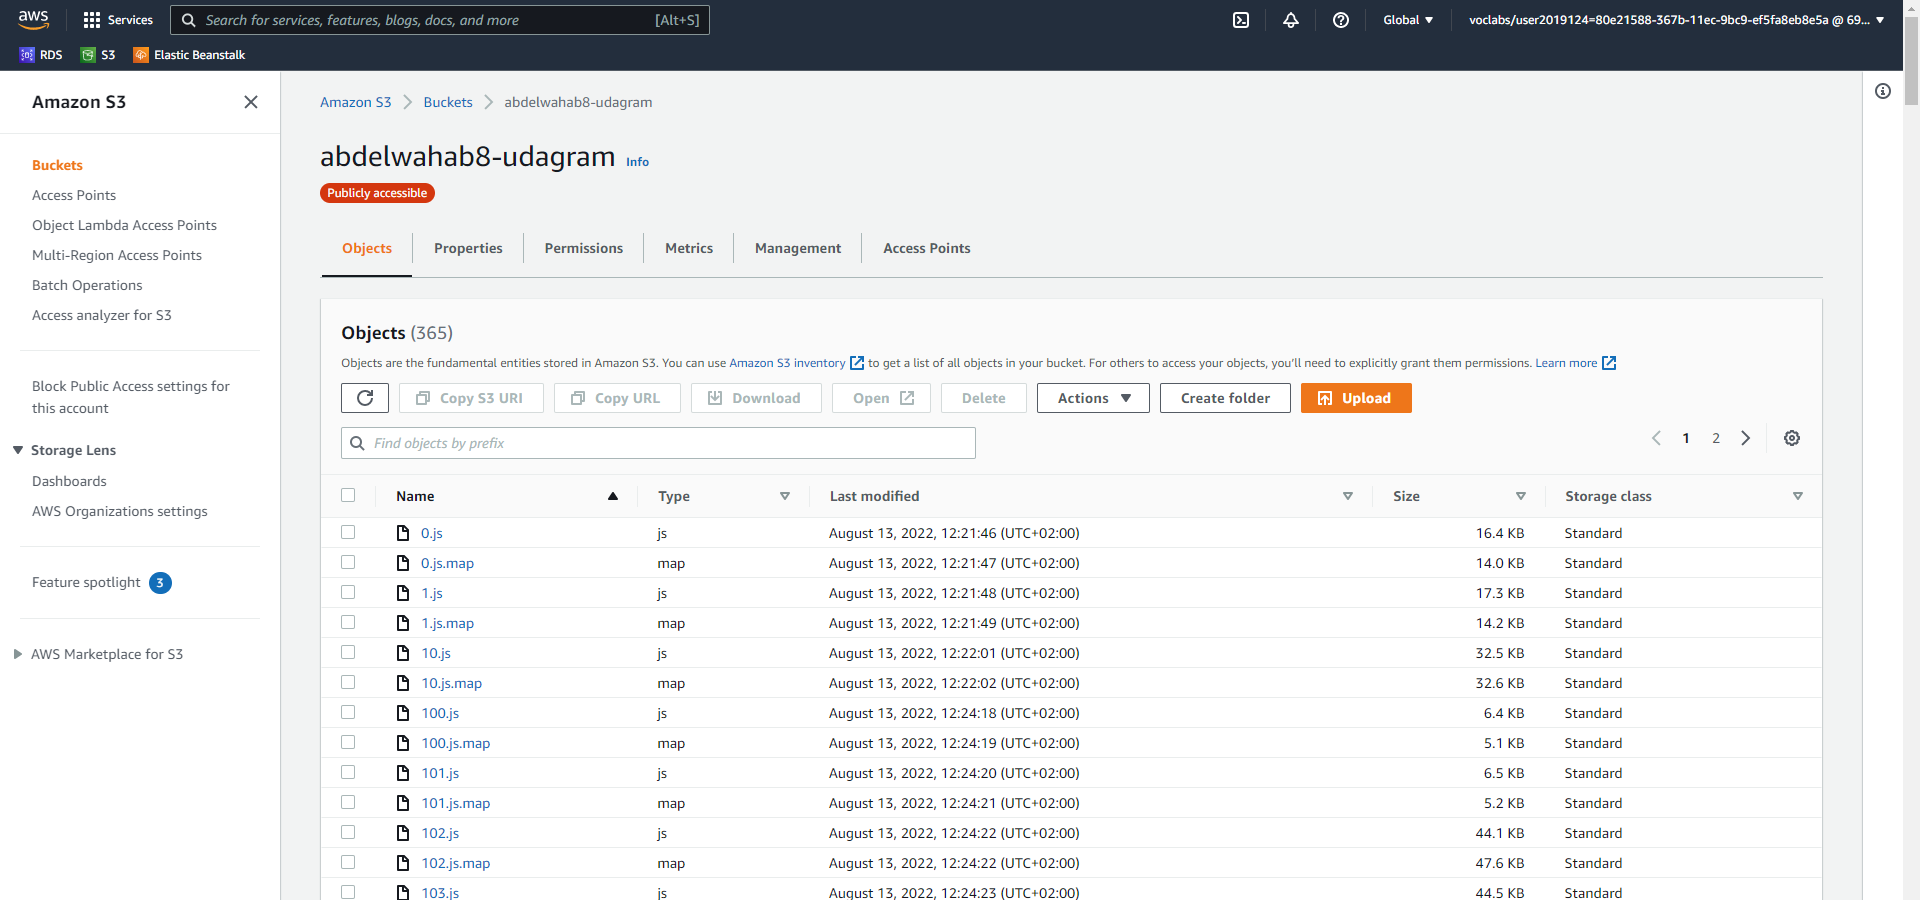 aws
Services
Search for services, features, blogs, docs, and more [Alt+S]
Global
voclabs/user2019124=80e21588-367b-11ec-9bc9-ef5fa8eb8e5a @ 69...
RDS
S3
Elastic Beanstalk
Amazon S3
Buckets
Access Points
Object Lambda Access Points
Multi-Region Access Points
Batch Operations
Access analyzer for S3
Block Public Access settings for
this account
Storage Lens
Dashboards
AWS Organizations settings
Feature spotlight 3
AWS Marketplace for S3
Amazon S3 Buckets abdelwahab8-udagram
abdelwahab8-udagram Info
Publicly accessible
Objects Properties Permissions Metrics Management Access Points
Objects (365)
Objects are the fundamental entities stored in Amazon S3. You can use Amazon S3 inventory to get a list of all objects in your bucket. For others to access your objects, you'll need to explicitly grant them permissions. Learn more
Copy S3 URI Copy URL Download Open Delete Actions Create folder Upload
Find objects by prefix
1 2
Name Type Last modified Size Storage class
0.js js August 13, 2022, 12:21:46 (UTC+02:00) 16.4 KB Standard
0.js.map map August 13, 2022, 12:21:47 (UTC+02:00) 14.0 KB Standard
1.js js August 13, 2022, 12:21:48 (UTC+02:00) 17.3 KB Standard
1.js.map map August 13, 2022, 12:21:49 (UTC+02:00) 14.2 KB Standard
10.js js August 13, 2022, 12:22:01 (UTC+02:00) 32.5 KB Standard
10.js.map map August 13, 2022, 12:22:02 (UTC+02:00) 32.6 KB Standard
100.js js August 13, 2022, 12:24:18 (UTC+02:00) 6.4 KB Standard
100.js.map map August 13, 2022, 12:24:19 (UTC+02:00) 5.1 KB Standard
101.js js August 13, 2022, 12:24:20 (UTC+02:00) 6.5 KB Standard
101.js.map map August 13, 2022, 12:24:21 (UTC+02:00) 5.2 KB Standard
102.js js August 13, 2022, 12:24:22 (UTC+02:00) 44.1 KB Standard
102.js.map map August 13, 2022, 12:24:22 (UTC+02:00) 47.6 KB Standard
103.js js August 13, 2022, 12:24:23 (UTC+02:00) 44.5 KB Standard